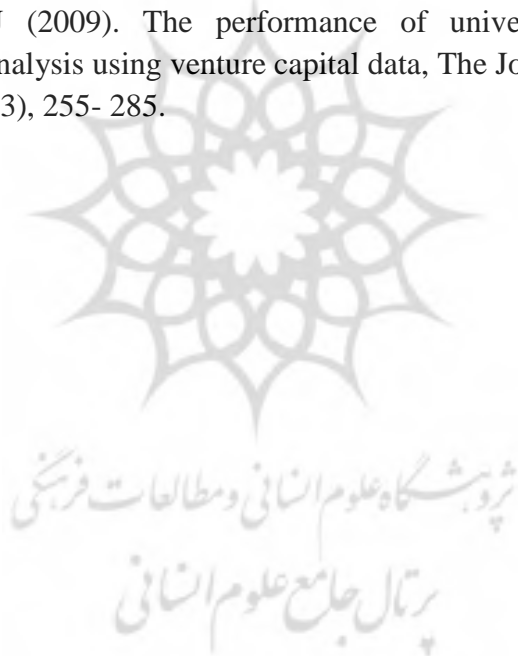 J (2009). The performance of unive
nalysis using venture capital data, The Jo
3), 255- 285.
پژوهشگاه علوم انسانی و مطالعات فرهنگی
پرتال جامع علوم انسانی